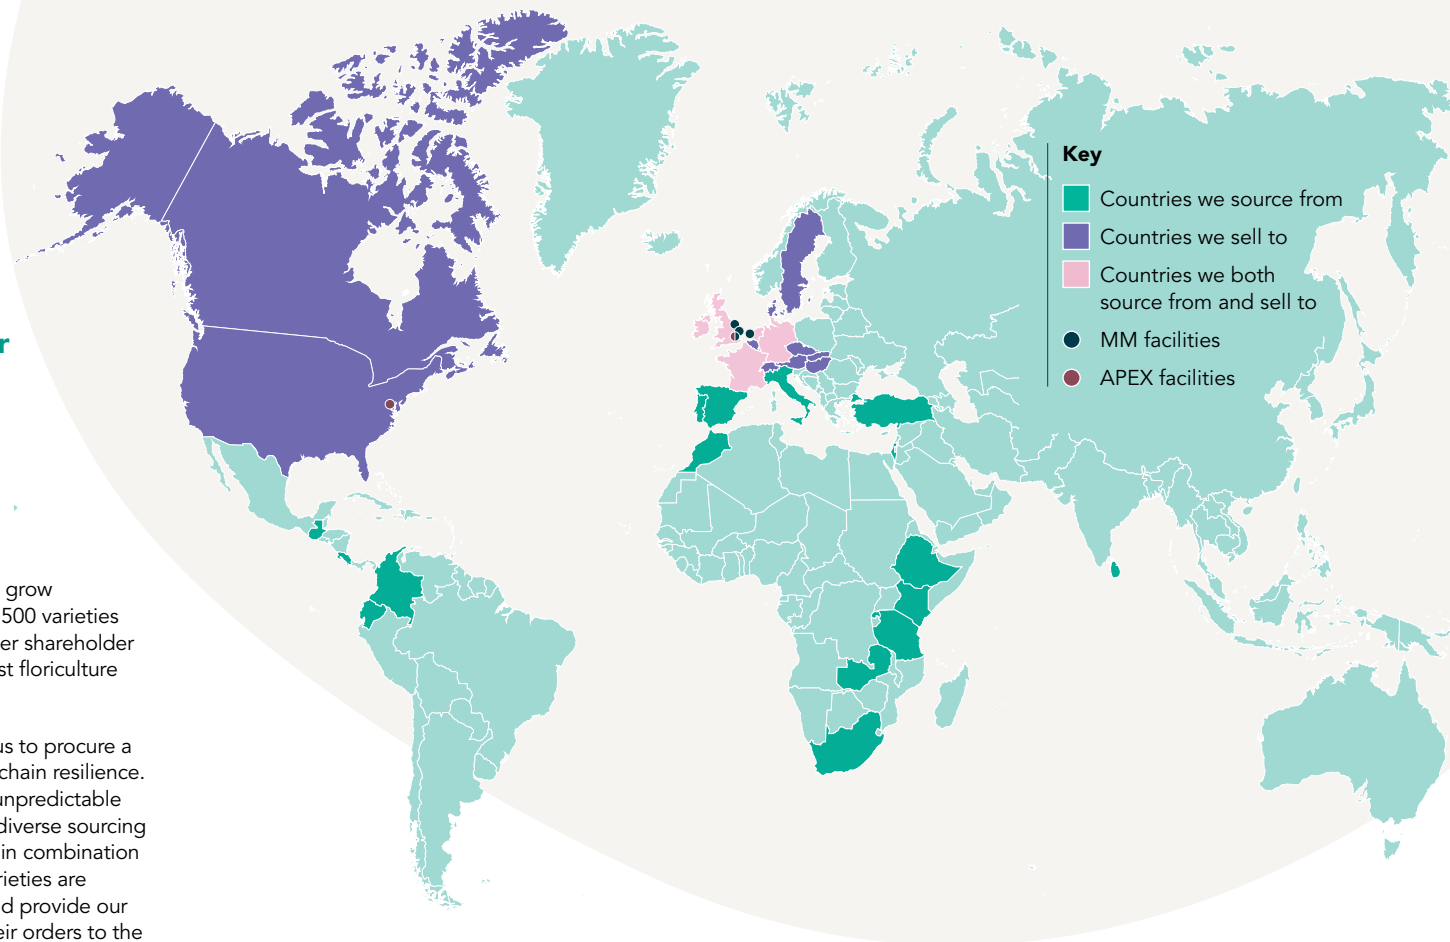 r
grow
500 varieties
er shareholder
st floriculture
us to procure a
chain resilience.
unpredictable
diverse sourcing
in combination
rieties are
d provide our
eir orders to the
Key
Countries we source from
Countries we sell to
Countries we both
source from and sell to
MM facilities
APEX facilities